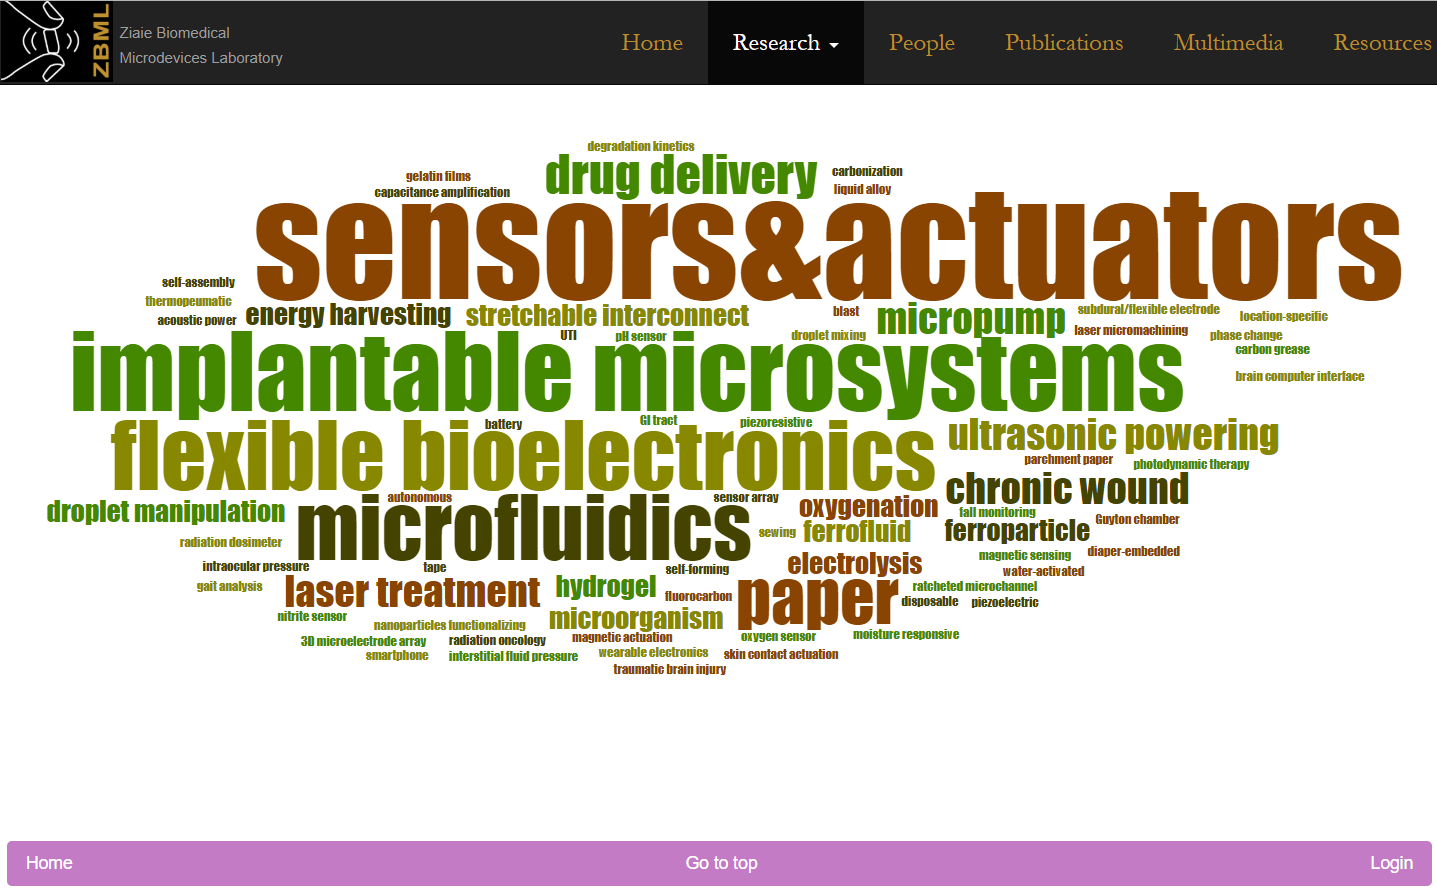 ZBML
Ziaie Biomedical
Microdevices Laboratory
Home
Research
People
Publications
Multimedia
Resources
degradation kinetics
drug delivery
carbonization
gelatin films
liquid alloy
capacitance amplification
sensors&actuators
self-assembly
thermopeumatic
acoustic power
energy harvesting
stretchable interconnect
blast
micropump
subdural/flexible electrode
location-specific
UTI
pH sensor
droplet mixing
laser micromachining
phase change
carbon grease
implantable microsystems
brain computer interface
battery
GI tract
piezoresistive
flexible bioelectronics
ultrasonic powering
parchment paper
photodynamic therapy
chronic wound
autonomous
sensor array
droplet manipulation
microfluidics
oxygenation
fall monitoring
Guyton chamber
sewing
ferrofluid
ferroparticle
radiation dosimeter
magnetic sensing
diaper-embedded
intraocular pressure
tape
self-forming
electrolysis
water-activated
gait analysis
laser treatment
hydrogel
fluorocarbon
paper
ratcheted microchannel
disposable
piezoelectric
nitrite sensor
nanoparticles functionalizing
microorganism
3D microelectrode array
radiation oncology
magnetic actuation
oxygen sensor
moisture responsive
smartphone
interstitial fluid pressure
wearable electronics
skin contact actuation
traumatic brain injury
Home
Go to top
Login